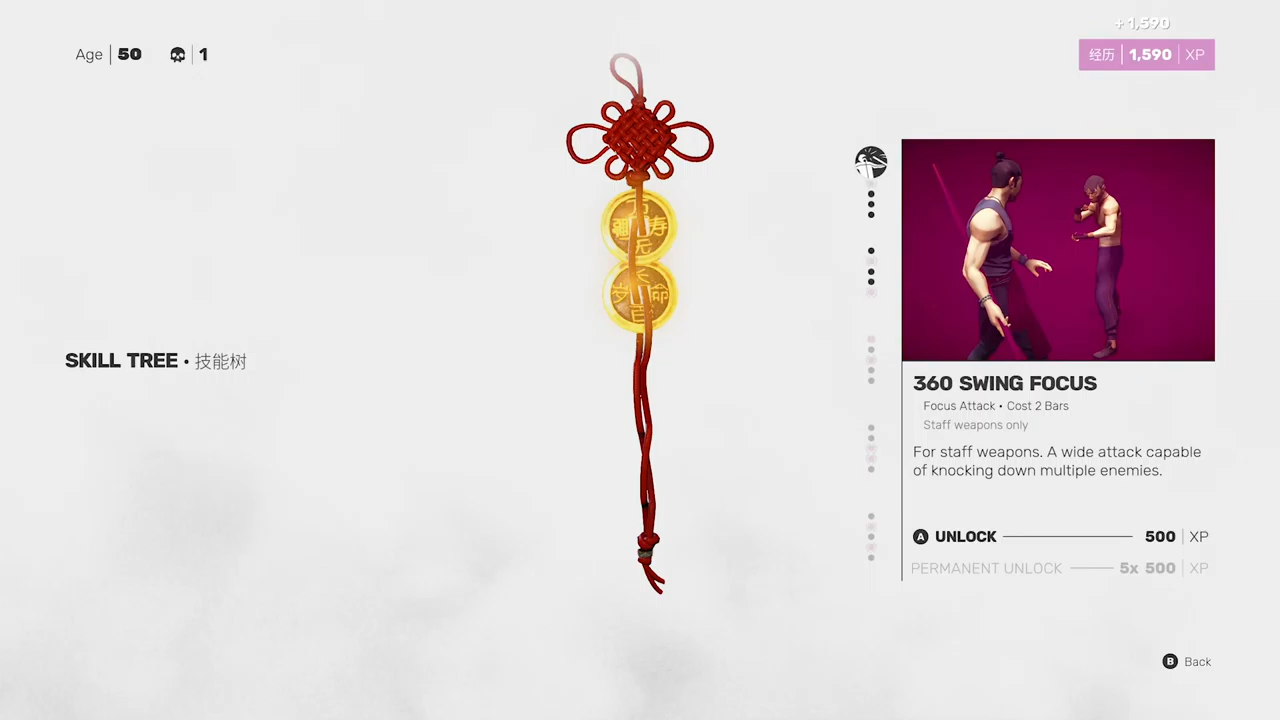 + 1,590
Age | 50 1
经历 | 1,590 | XP
SKILL TREE • 技能树
360 SWING FOCUS
Focus Attack • Cost 2 Bars
Staff weapons only
For staff weapons. A wide attack capable
of knocking down multiple enemies.
A UNLOCK 500 | XP
PERMANENT UNLOCK 5x 500 | XP
B Back